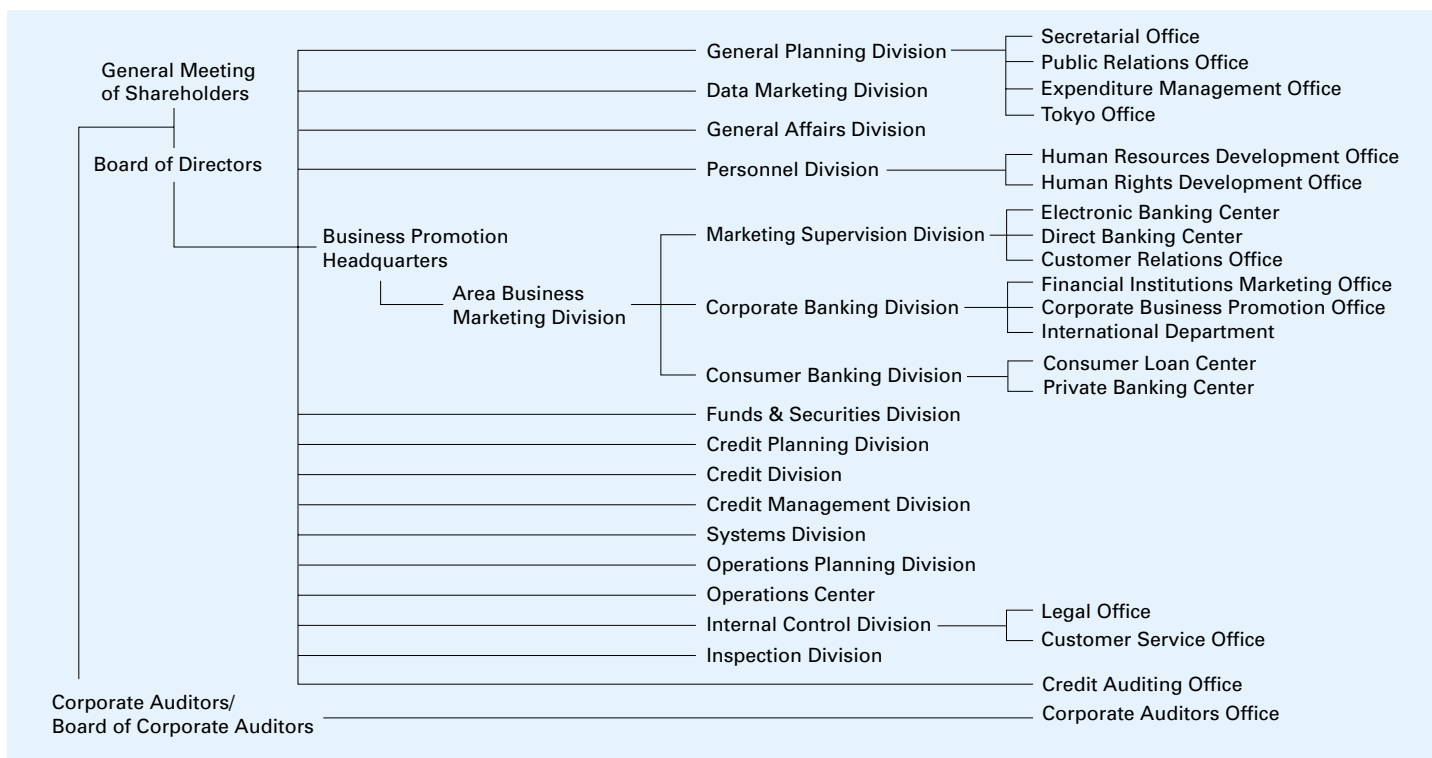 General Meeting
of Shareholders
Board of Directors
Business Promotion
Headquarters
Area Business
Marketing Division
General Planning Division
Secretarial Office
Public Relations Office
Expenditure Management Office
Tokyo Office
Data Marketing Division
General Affairs Division
Personnel Division
Human Resources Development Office
Human Rights Development Office
Marketing Supervision Division
Electronic Banking Center
Direct Banking Center
Customer Relations Office
Corporate Banking Division
Financial Institutions Marketing Office
Corporate Business Promotion Office
International Department
Consumer Banking Division
Consumer Loan Center
Private Banking Center
Funds & Securities Division
Credit Planning Division
Credit Division
Credit Management Division
Systems Division
Operations Planning Division
Operations Center
Internal Control Division
Legal Office
Customer Service Office
Inspection Division
Credit Auditing Office
Corporate Auditors/
Board of Corporate Auditors
Corporate Auditors Office